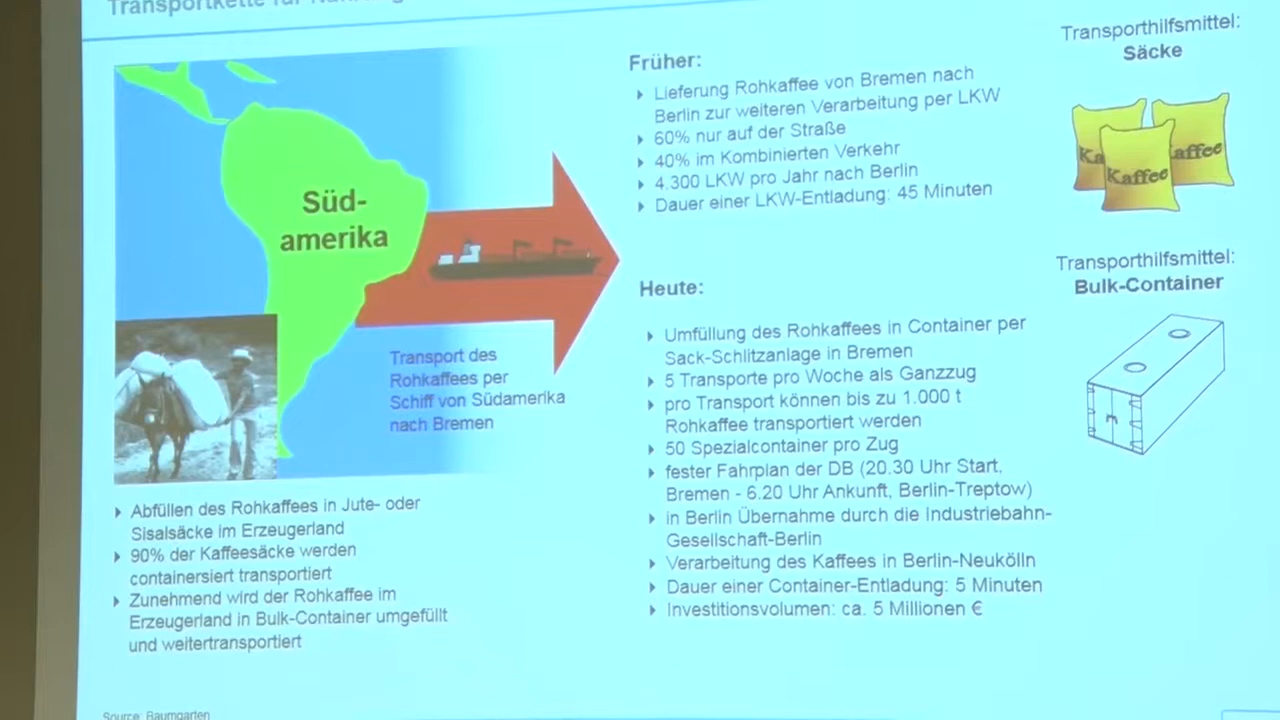 Transportkette für
Süd-
amerika
Transport des
Rohkaffees per
Schiff von Südamerika
nach Bremen
Abfüllen des Rohkaffees in Jute- oder
Sisalsäcke im Erzeugerland
90% der Kaffeesäcke werden
containersiert transportiert
Zunehmend wird der Rohkaffee im
Erzeugerland in Bulk-Container umgefüllt
und weitertransportiert
Source: Baumgarten
Früher:
Lieferung Rohkaffee von Bremen nach
Berlin zur weiteren Verarbeitung per LKW
60% nur auf der Straße
40% im Kombinierten Verkehr
4.300 LKW pro Jahr nach Berlin
Dauer einer LKW-Entladung: 45 Minuten
Heute:
Umfüllung des Rohkaffees in Container per
Sack-Schlitzanlage in Bremen
5 Transporte pro Woche als Ganzzug
pro Transport können bis zu 1.000 t
Rohkaffee transportiert werden
50 Spezialcontainer pro Zug
fester Fahrplan der DB (20.30 Uhr Start,
Bremen - 6.20 Uhr Ankunft, Berlin-Treptow)
in Berlin Übernahme durch die Industriebahn-
Gesellschaft-Berlin
Verarbeitung des Kaffees in Berlin-Neukölln
Dauer einer Container-Entladung: 5 Minuten
Investitionsvolumen: ca. 5 Millionen €
Transporthilfsmittel:
Säcke
Ka
Kaffee
affee
Transporthilfsmittel:
Bulk-Container